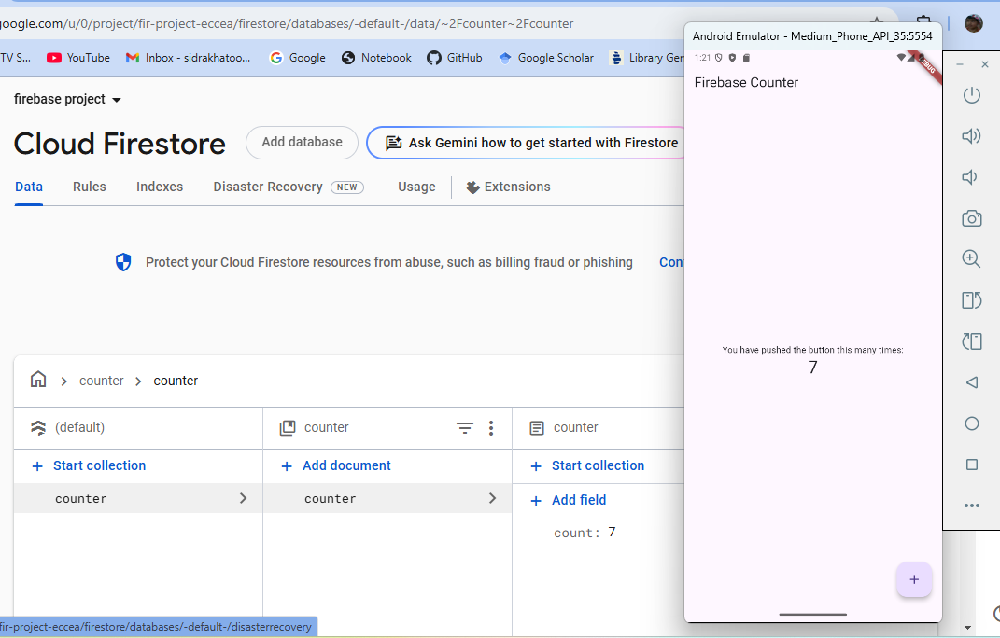 google.com/u/0/project/fir-project-eccea/firestore/databases/-default-/data/~2Fcounter~2Fcounter
TV S... YouTube Inbox - sidrakhatoo... Google Notebook GitHub Google Scholar Library Gen
firebase project
Cloud Firestore Add database Ask Gemini how to get started with Firestore
Data Rules Indexes Disaster Recovery NEW Usage Extensions
Protect your Cloud Firestore resources from abuse, such as billing fraud or phishing Con
counter counter
(default) counter counter
+ Start collection + Add document + Start collection
counter counter + Add field
count: 7
fir-project-eccea/firestore/databases/-default-/disasterrecovery
Android Emulator - Medium_Phone_API_35:5554
1:21
Firebase Counter
You have pushed the button this many times:
7
+